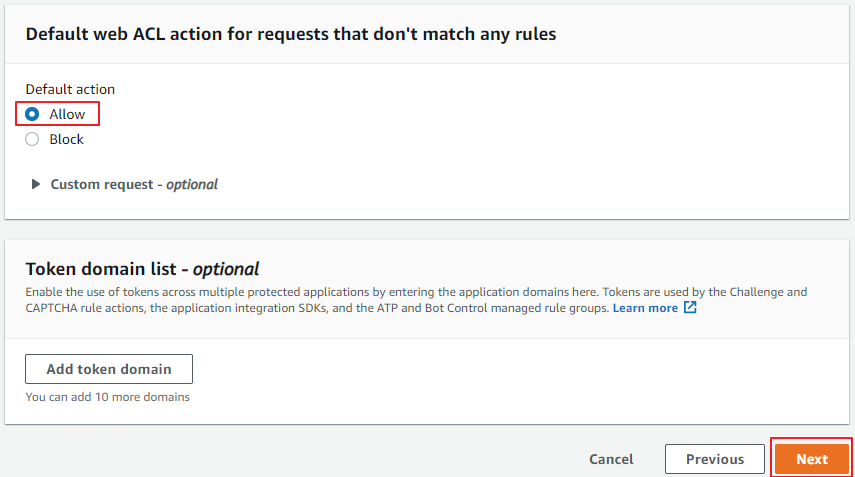 Default web ACL action for requests that don't match any rules
Default action
Allow
Block
Custom request - optional
Token domain list - optional
Enable the use of tokens across multiple protected applications by entering the application domains here. Tokens are used by the Challenge and
CAPTCHA rule actions, the application integration SDKs, and the ATP and Bot Control managed rule groups. Learn more
Add token domain
You can add 10 more domains
Cancel Previous Next